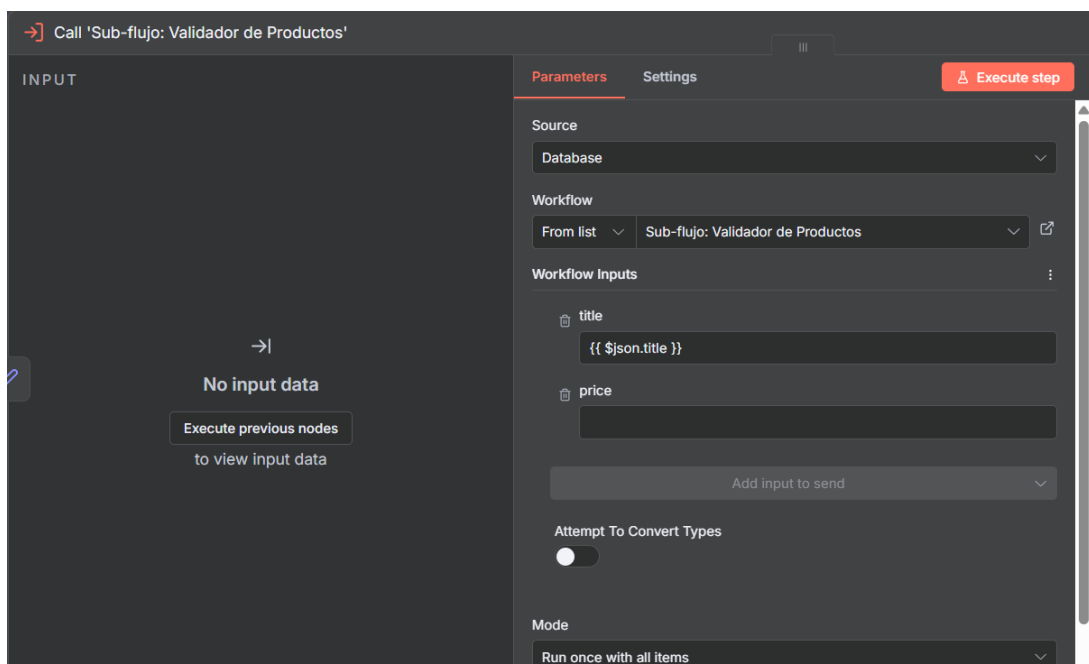 Call 'Sub-flujo: Validador de Productos'
INPUT
No input data
Execute previous nodes
to view input data
Parameters
Settings
Execute step
Source
Database
Workflow
From list
Sub-flujo: Validador de Productos
Workflow Inputs
title
{{ $json.title }}
price
Add input to send
Attempt To Convert Types
Mode
Run once with all items